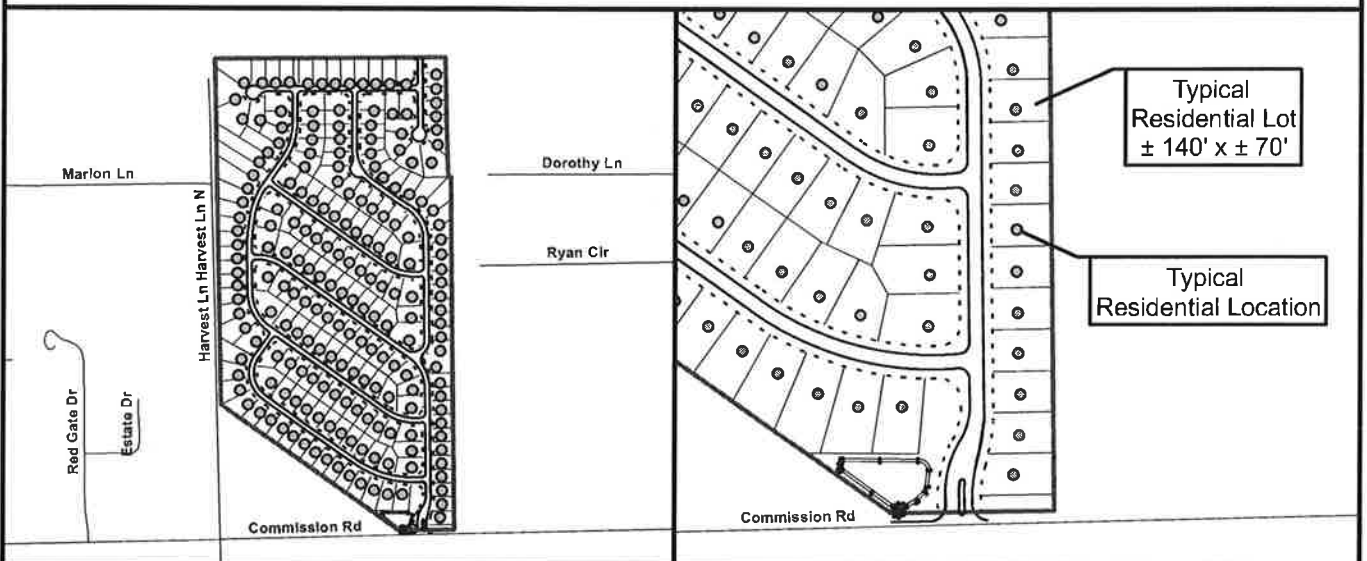 Marlon Ln
Harvest Ln Harvest Ln N
Dorothy Ln
Ryan Cir
Red Gate Dr
Estate Dr
Commission Rd
Typical
Residential Lot
± 140' x ± 70'
Typical
Residential Location
Commission Rd